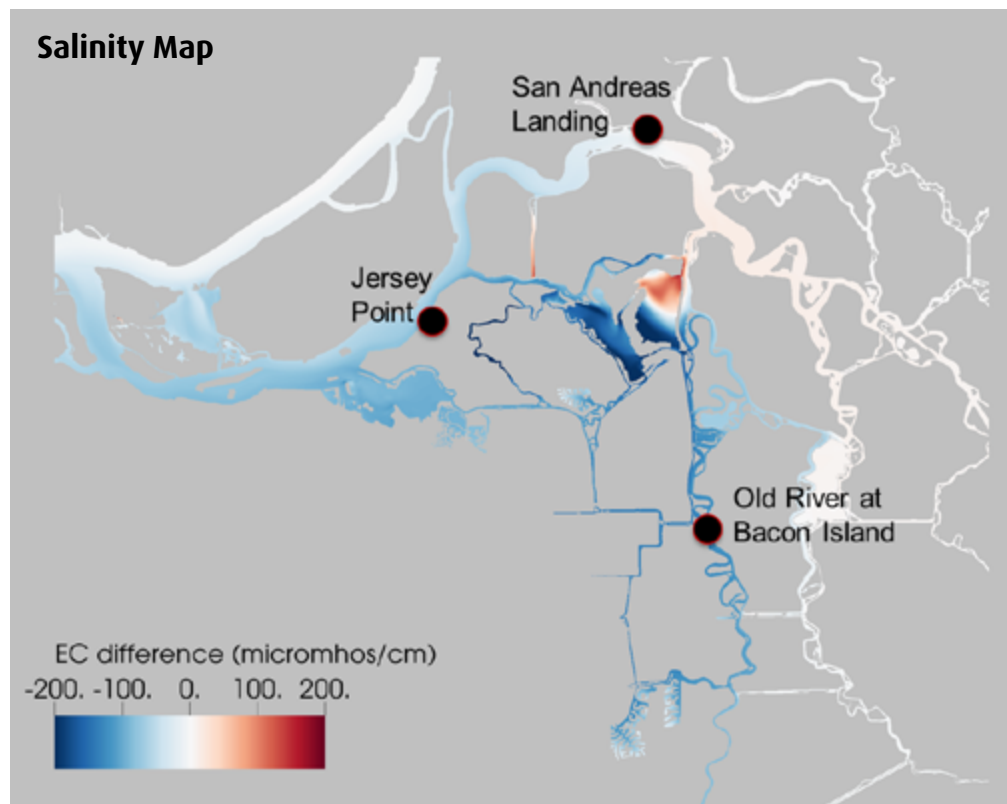 Salinity Map
San Andreas
Landing
Jersey
Point
Old River at
Bacon Island
EC difference (micromhos/cm)
-200. -100. 0. 100. 200.